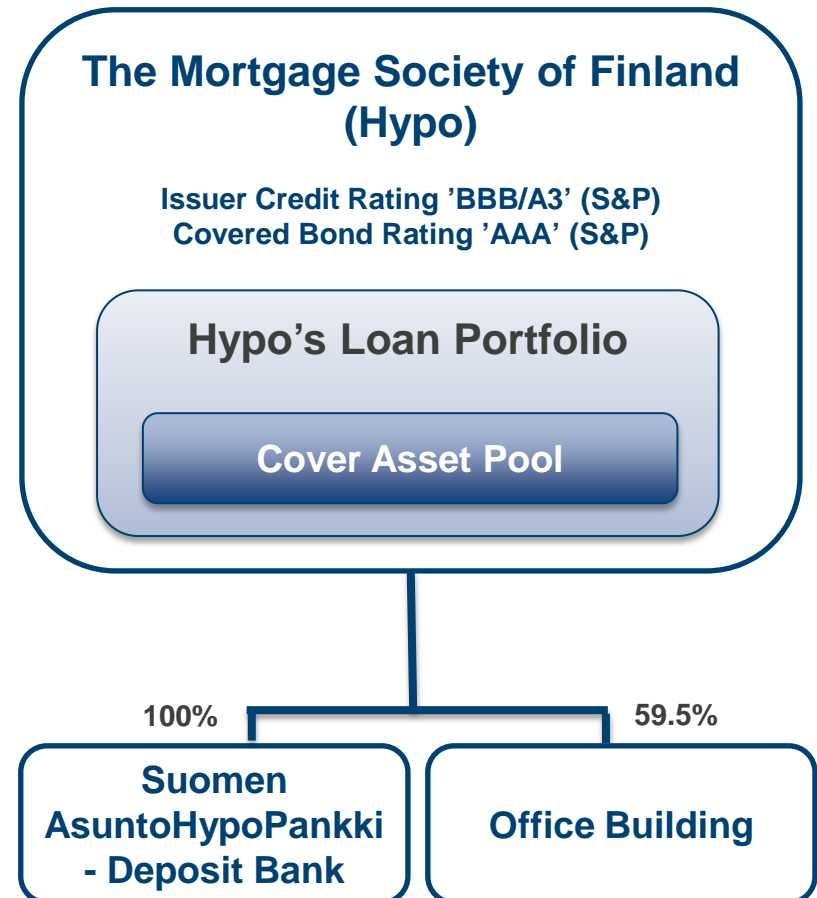 The Mortgage Society of Finland
(Hypo)
Issuer Credit Rating ’BBB/A3’ (S&P)
Covered Bond Rating ’AAA’ (S&P)
Hypo’s Loan Portfolio
Cover Asset Pool
100%
59.5%
Suomen
AsuntoHypoPankki
- Deposit Bank
Office Building